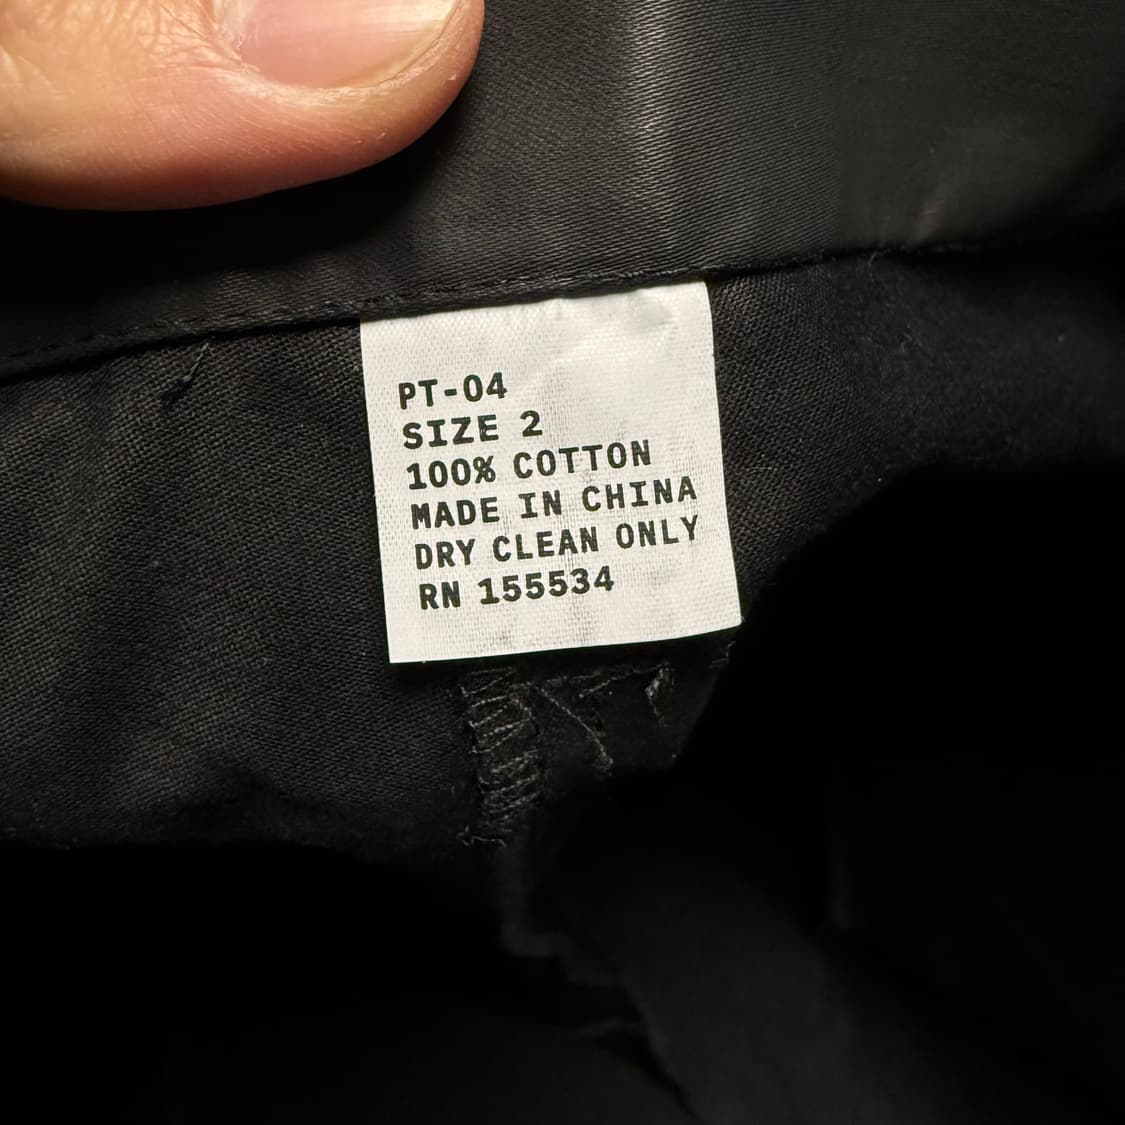 PT-04
SIZE 2
100% COTTON
MADE IN CHINA
DRY CLEAN ONLY
RN 155534